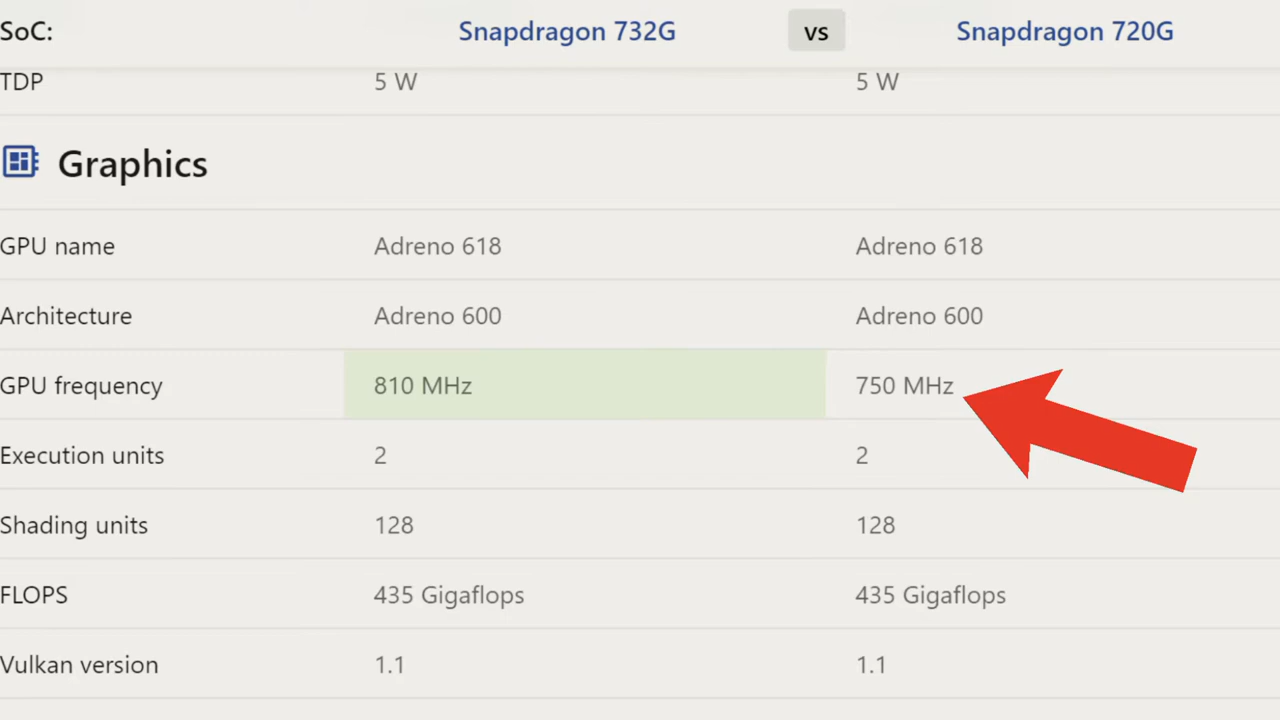 SoC: Snapdragon 732G vs Snapdragon 720G
TDP 5 W 5 W
Graphics
GPU name Adreno 618 Adreno 618
Architecture Adreno 600 Adreno 600
GPU frequency 810 MHz 750 MHz
Execution units 2 2
Shading units 128 128
FLOPS 435 Gigaflops 435 Gigaflops
Vulkan version 1.1 1.1